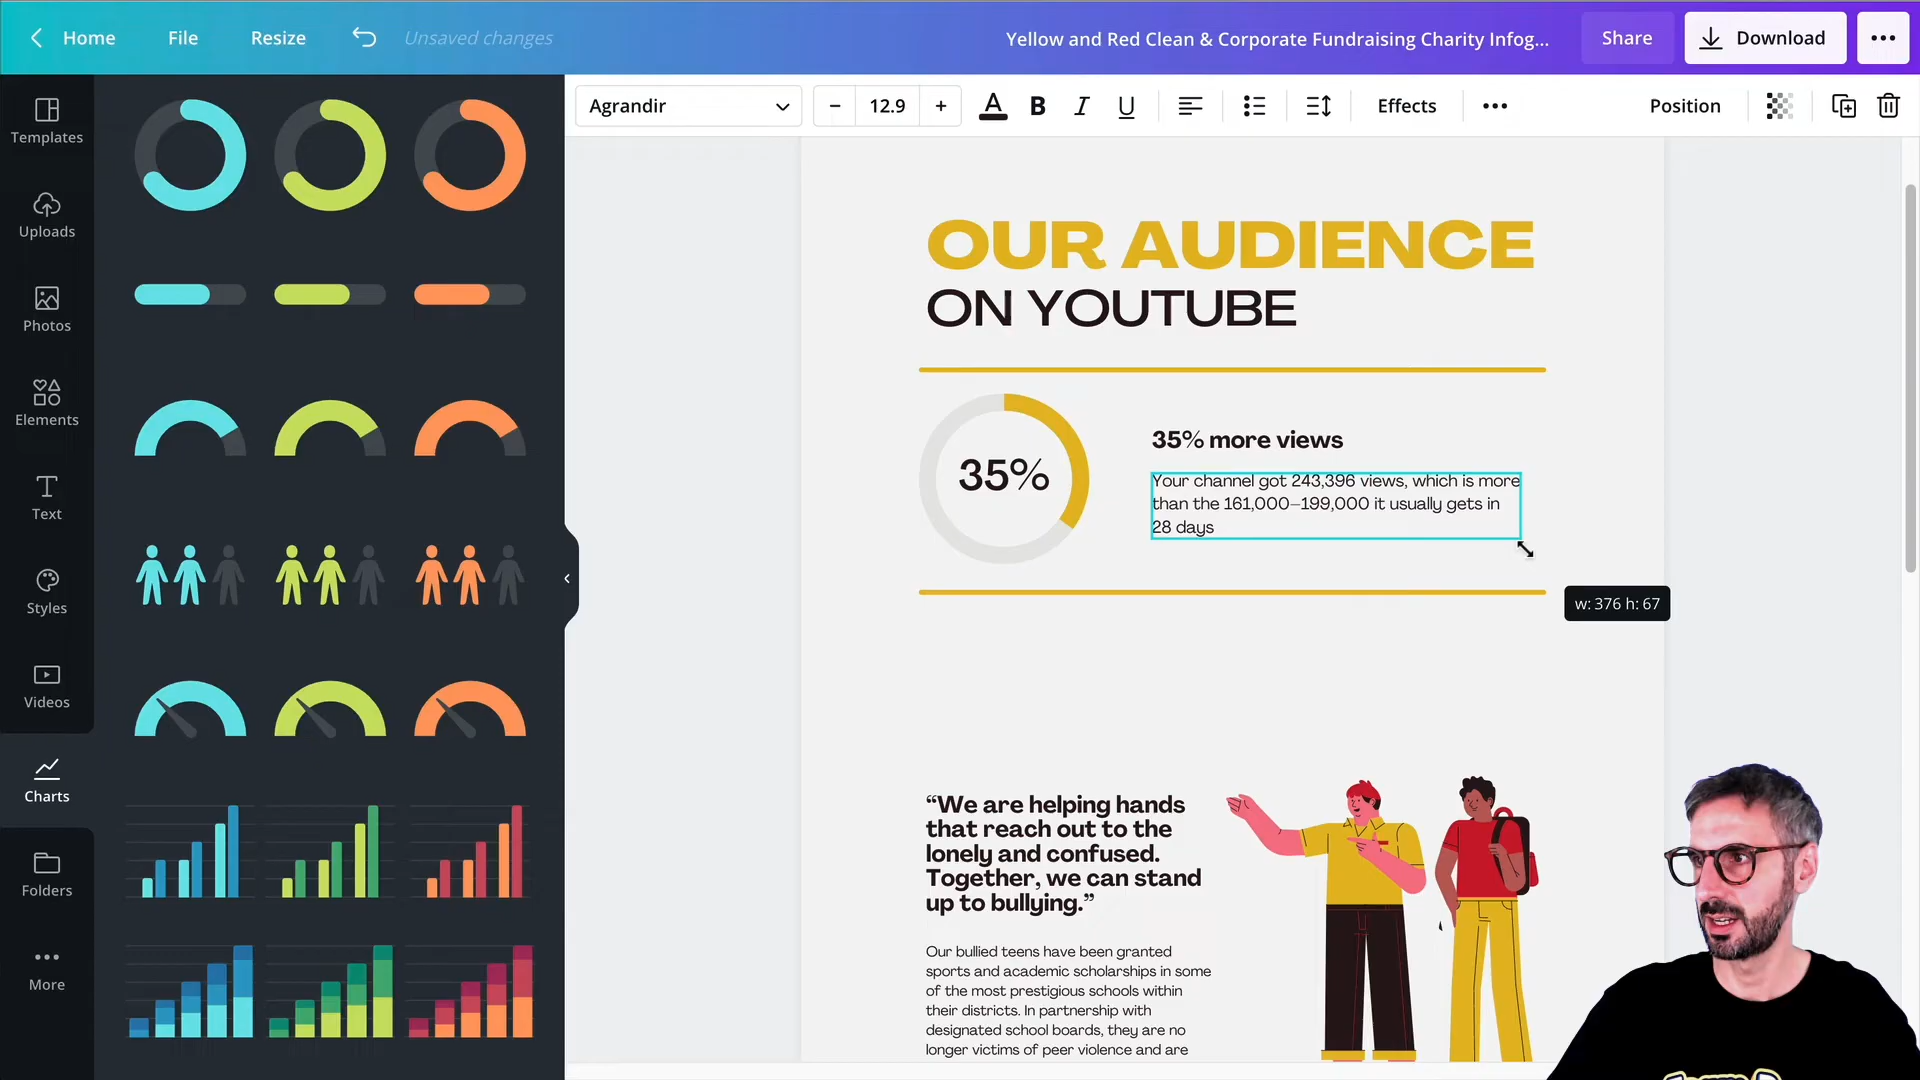 Home
File
Resize
Unsaved changes
Yellow and Red Clean & Corporate Fundraising Charity Infog...
Share
Download
Templates
Uploads
Photos
Elements
Text
Styles
Videos
Charts
Folders
More
Agrandir
12.9
A
B
I
U
Effects
Position
OUR AUDIENCE
ON YOUTUBE
35%
35% more views
Your channel got 243,396 views, which is more
than the 161,000–199,000 it usually gets in
28 days
w: 376 h: 67
“We are helping hands
that reach out to the
lonely and confused.
Together, we can stand
up to bullying.”
Our bullied teens have been granted
sports and academic scholarships in some
of the most prestigious schools within
their districts. In partnership with
designated school boards, they are no
longer victims of peer violence and are